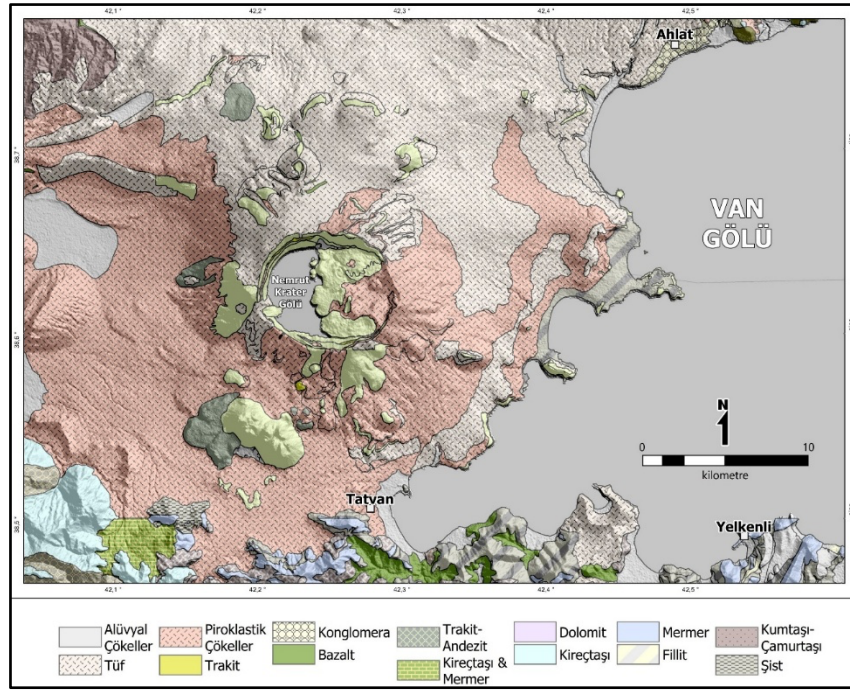 42,1 °
42,2 °
42,3 °
42,4 °
42,5 °
Ahlat
38,7 °
VAN
GÖLÜ
Nemrut
Krater
Gölü
38,6 °
N
0
10
kilometre
Tatvan
38,5 °
Yelkenli
42,1 °
42,2 °
42,3 °
42,4 °
42,5 °
Alüvyal
Çökeller
Piroklastik
Çökeller
Konglomera
Trakit-
Andezit
Dolomit
Mermer
Kumtaşı-
Çamurtaşı
Tüf
Trakit
Bazalt
Kireçtaşı &
Mermer
Kireçtaşı
Fillit
Şist